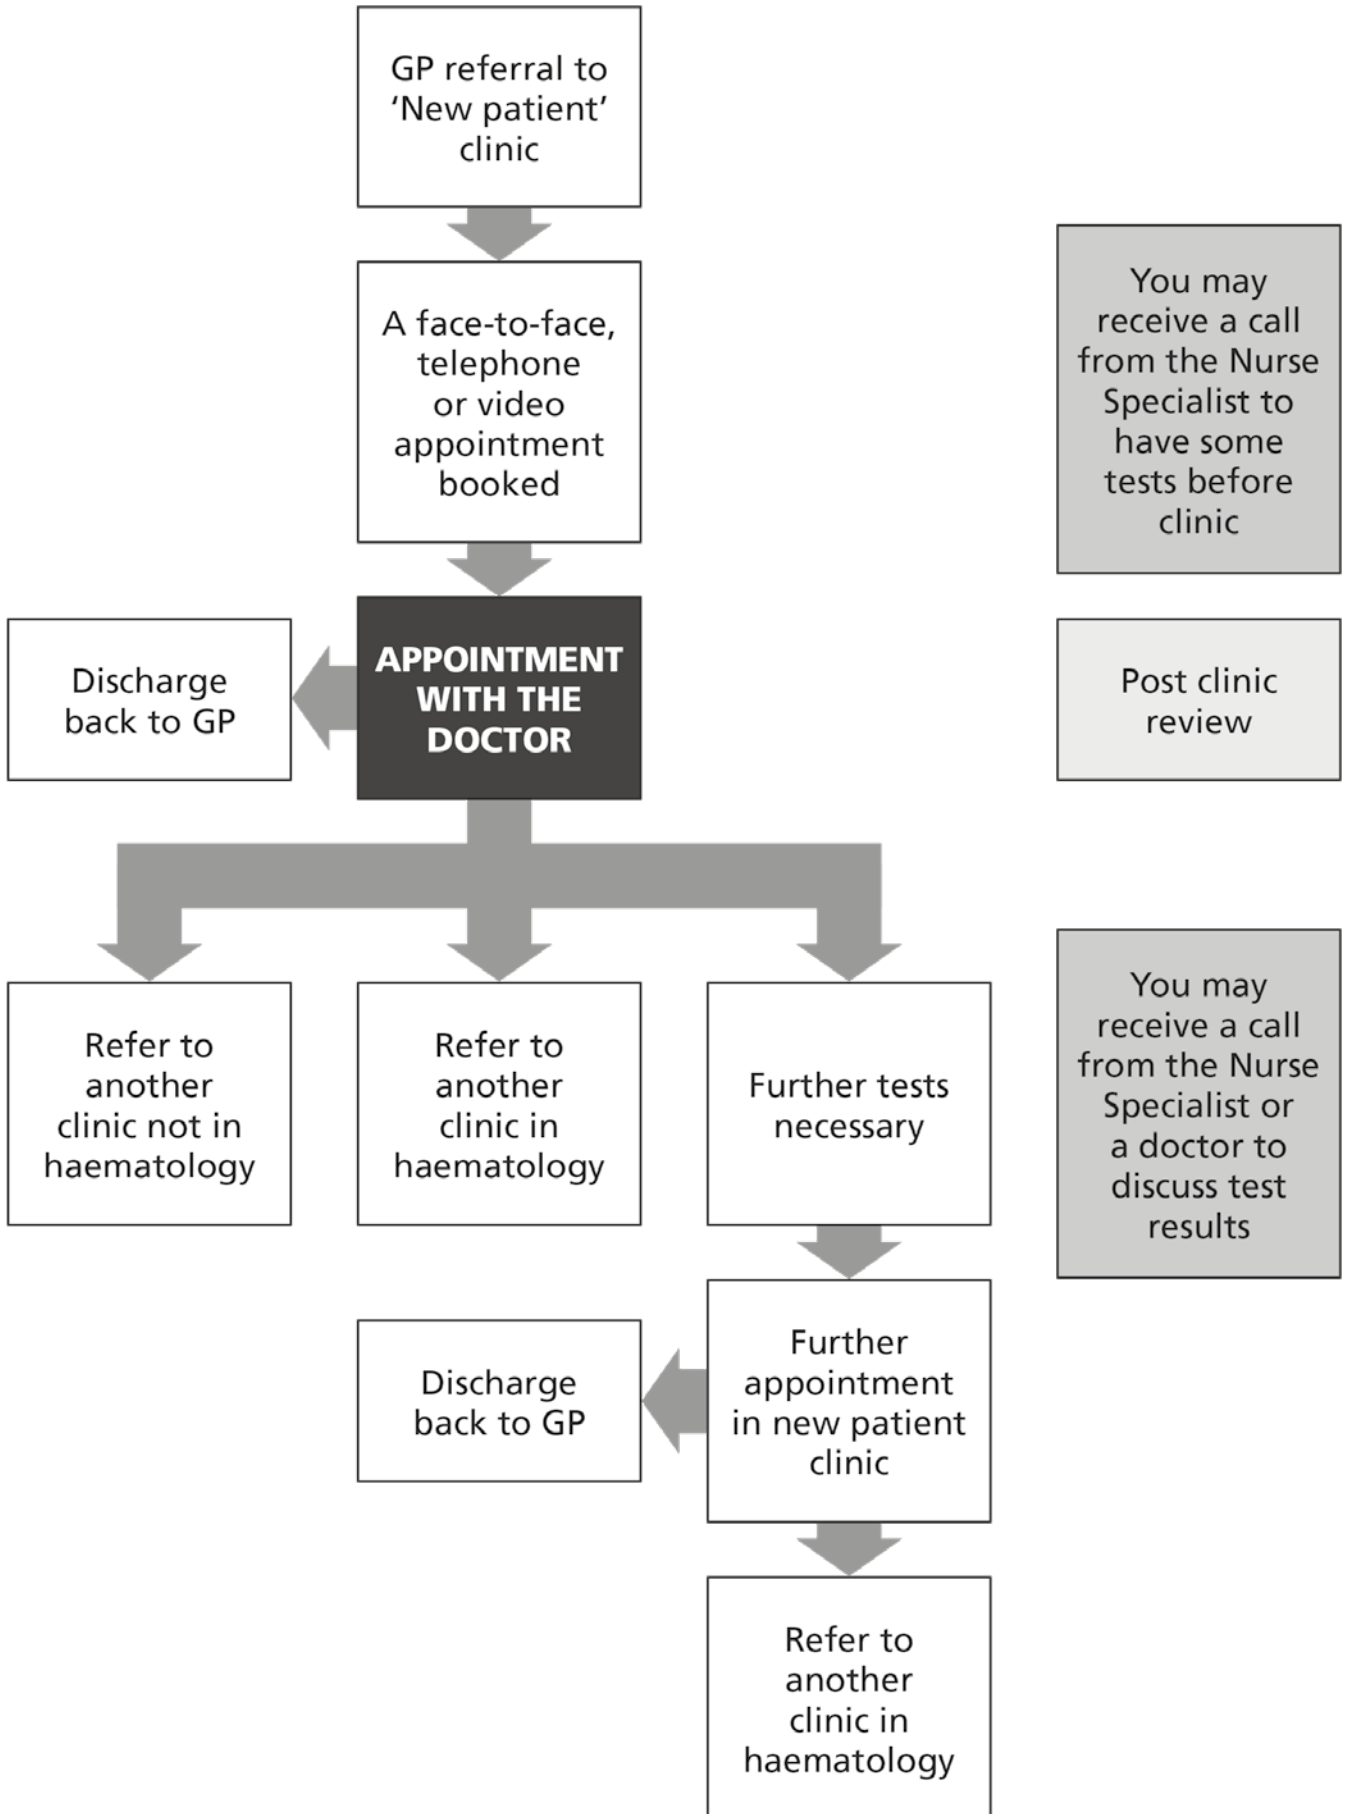 GP referral to
‘New patient’
clinic
A face-to-face,
telephone
or video
appointment
booked
You may
receive a call
from the Nurse
Specialist to
have some
tests before
clinic
Discharge
back to GP
APPOINTMENT
WITH THE
DOCTOR
Post clinic
review
Refer to
another
clinic not in
haematology
Refer to
another
clinic in
haematology
Further tests
necessary
You may
receive a call
from the Nurse
Specialist or
a doctor to
discuss test
results
Discharge
back to GP
Further
appointment
in new patient
clinic
Refer to
another
clinic in
haematology